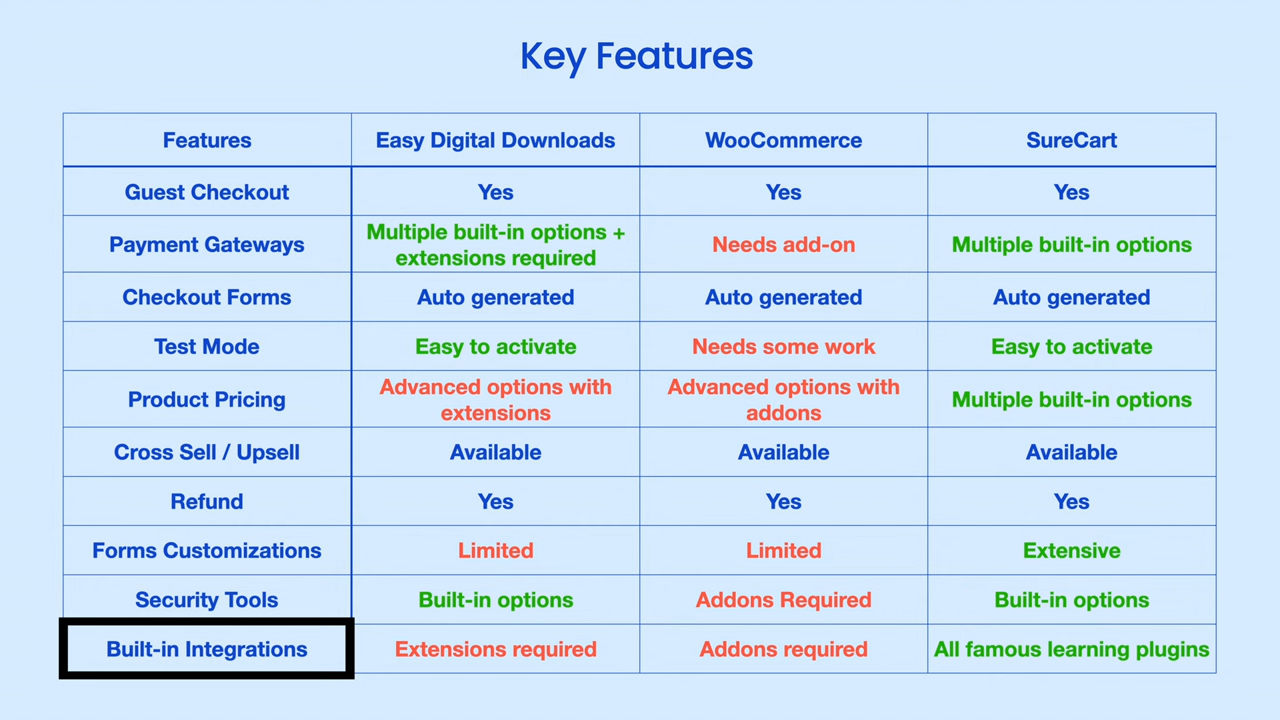 Key Features
Features Easy Digital Downloads WooCommerce SureCart
Guest Checkout Yes Yes Yes
Payment Gateways Multiple built-in options + extensions required Needs add-on Multiple built-in options
Checkout Forms Auto generated Auto generated Auto generated
Test Mode Easy to activate Needs some work Easy to activate
Product Pricing Advanced options with extensions Advanced options with addons Multiple built-in options
Cross Sell / Upsell Available Available Available
Refund Yes Yes Yes
Forms Customizations Limited Limited Extensive
Security Tools Built-in options Addons Required Built-in options
Built-in Integrations Extensions required Addons required All famous learning plugins